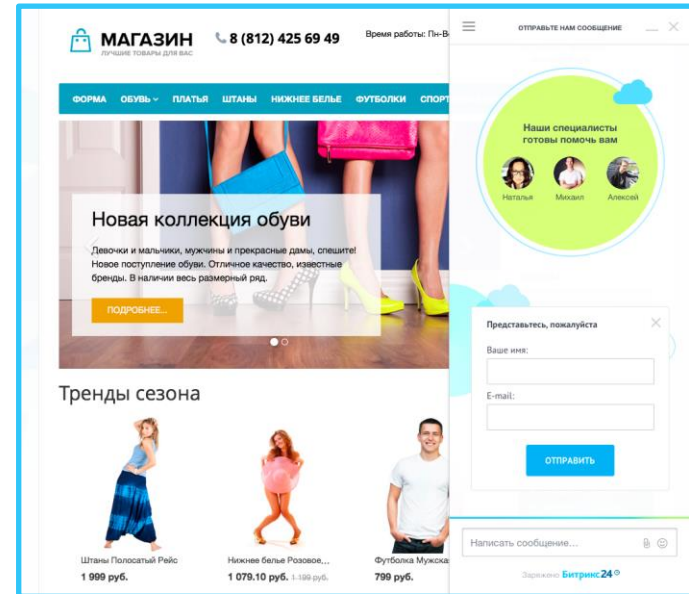 МАГАЗИН
ЛУЧШИЕ ТОВАРЫ ДЛЯ ВАС
8 (812) 425 69 49
Время работы: Пн-В
ФОРМА ОБУВЬ ПЛАТЬЯ ШТАНЫ НИЖНЕЕ БЕЛЬЕ ФУТБОЛКИ СПОРТ
Новая коллекция обуви
Девочки и мальчики, мужчины и прекрасные дамы, спешите!
Новое поступление обуви. Отличное качество, известные
бренды. В наличии весь размерный ряд.
ПОДРОБНЕЕ...
Тренды сезона
Штаны Полосатый Рейс
1 999 руб.
Нижнее белье Розовое...
1 079.10 руб. 1 199 руб.
Футболка Мужска
799 руб.
ОТПРАВЬТЕ НАМ СООБЩЕНИЕ
Наши специалисты
готовы помочь вам
Наталья Михаил Алексей
Представьтесь, пожалуйста
Ваше имя:
E-mail:
ОТПРАВИТЬ
Написать сообщение...
Заряжено Битрикс24